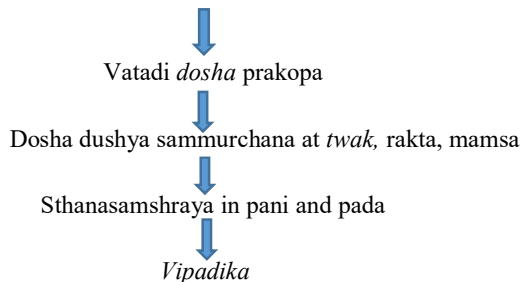 Vatadi dosha prakopa
Dosha dushya sammurchana at twak, rakta, mamsa
Sthanasamshraya in pani and pada
Vipadika